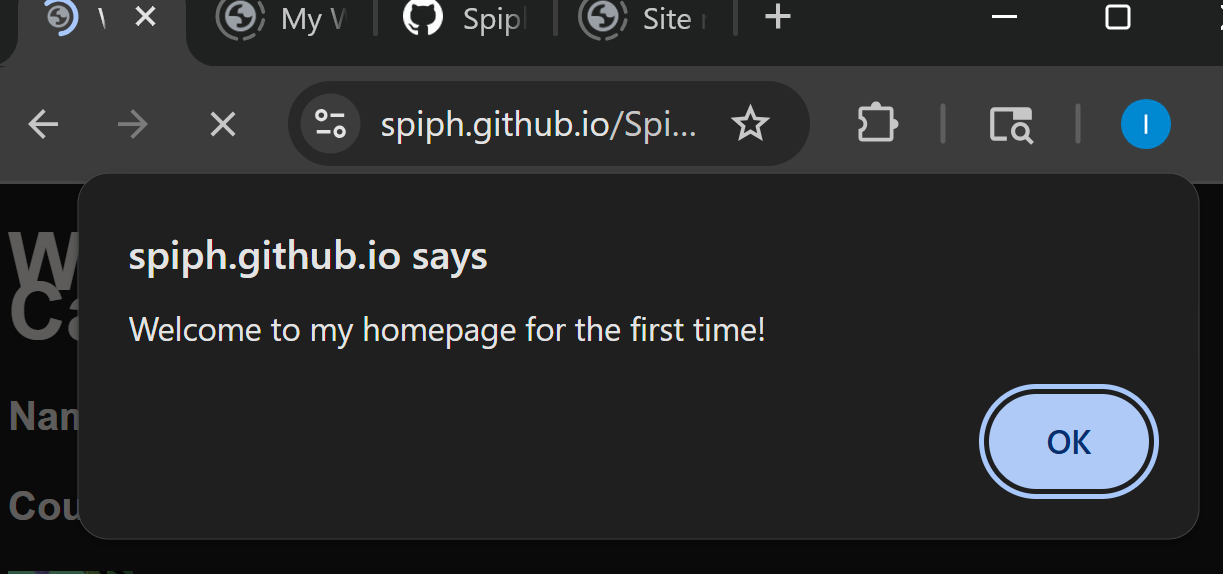 My W
Spipl
Site
spiph.github.io/Spi...
I
spiph.github.io says
Welcome to my homepage for the first time!
OK
W
Ca
Nan
Cou